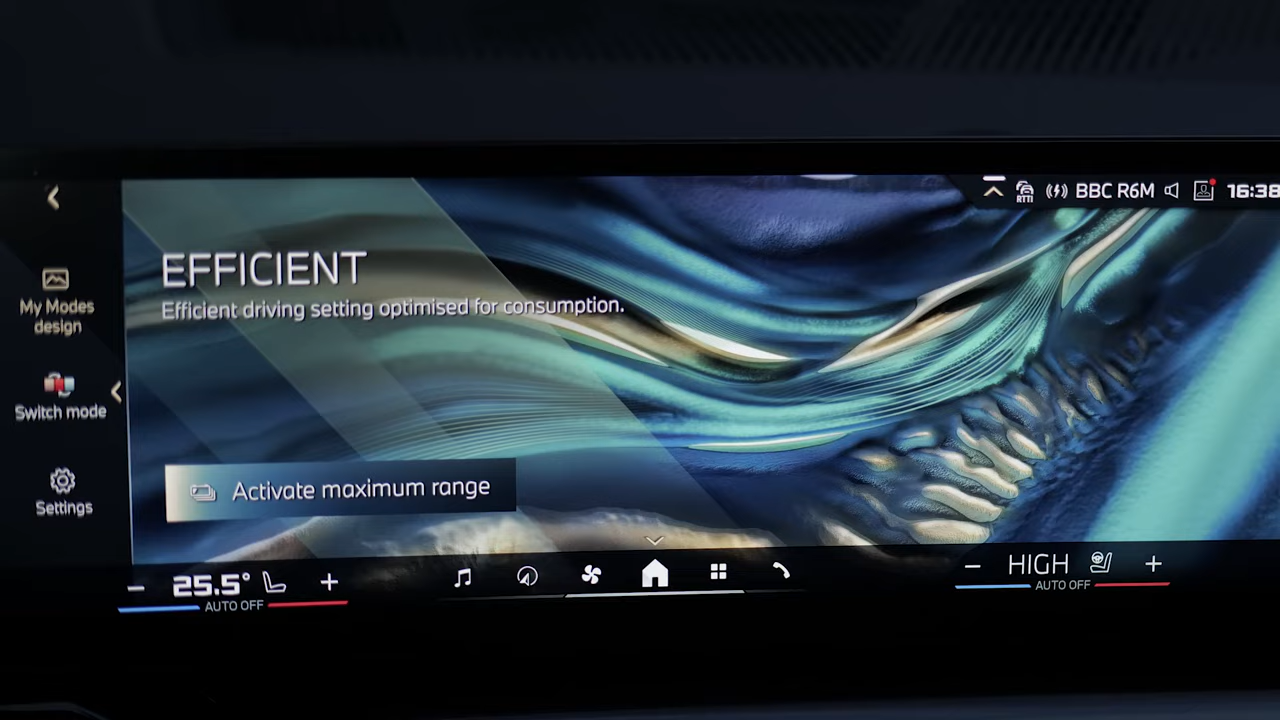 RTTI
BBC R6M
16:38
EFFICIENT
Efficient driving setting optimised for consumption.
My Modes
design
Switch mode
Settings
Activate maximum range
25.5°
AUTO OFF
HIGH
AUTO OFF